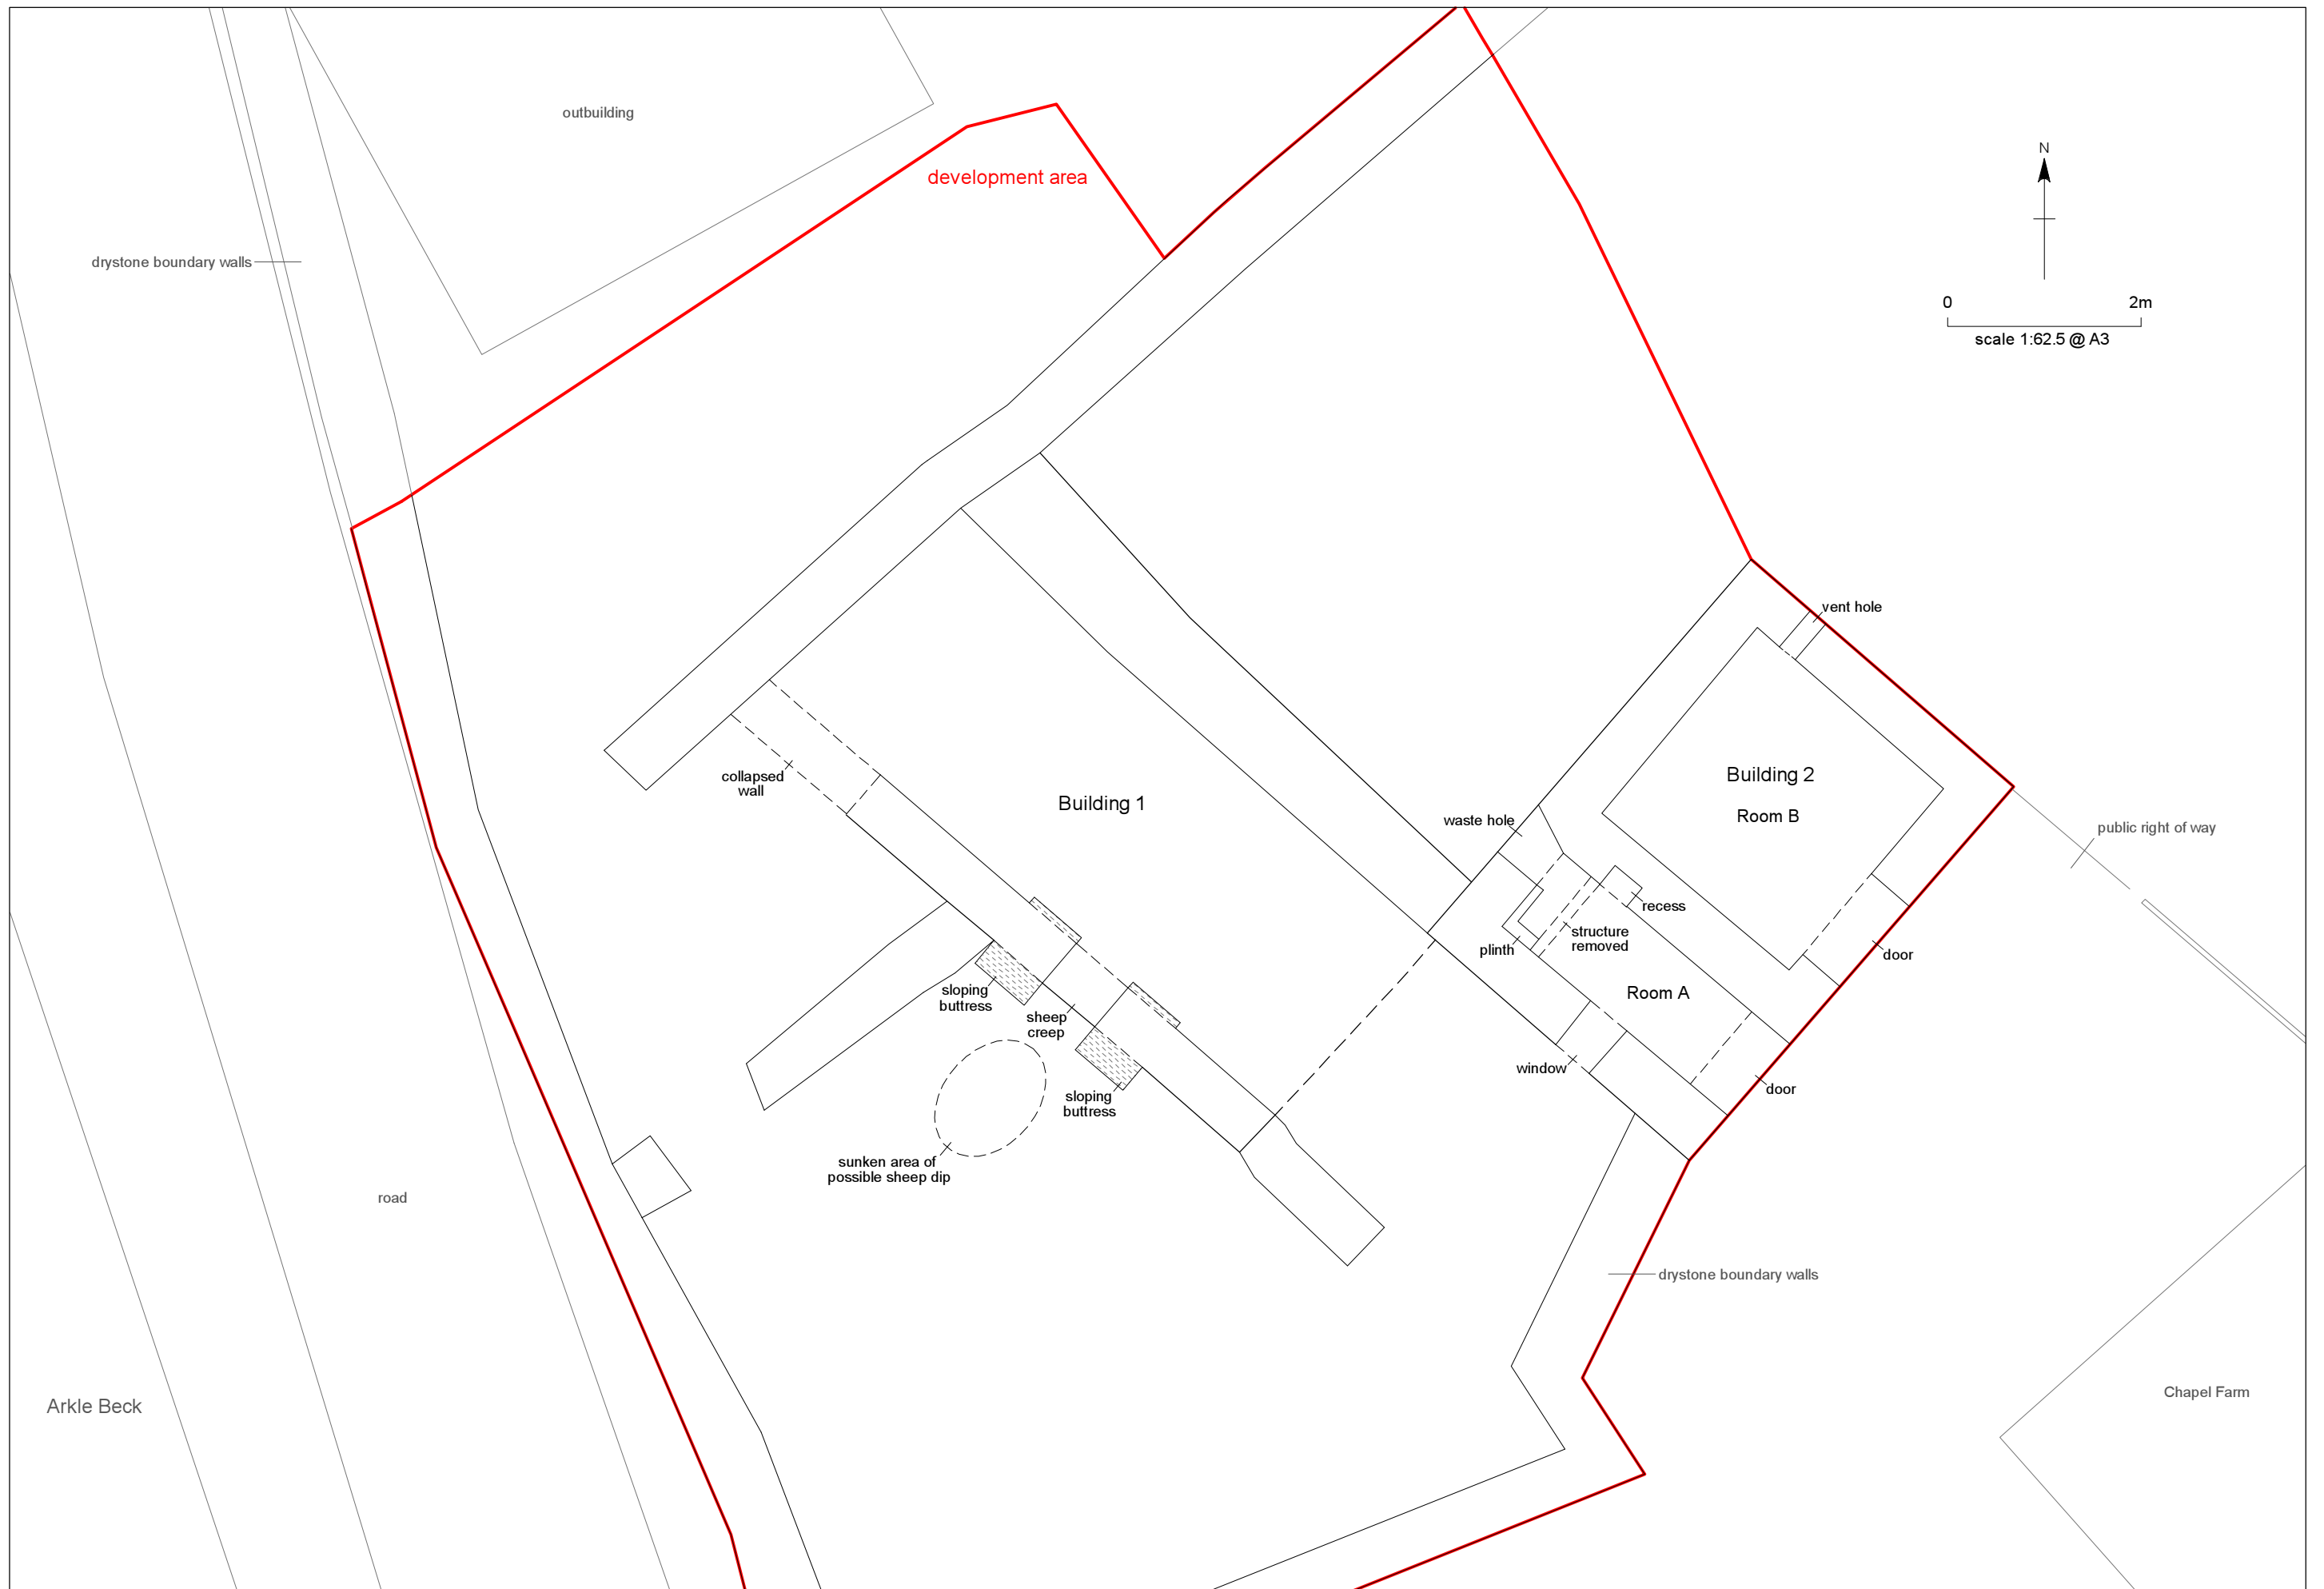 outbuilding
development area
N
drystone boundary walls
0 2m
scale 1:62.5 @ A3
vent hole
collapsed
wall
Building 1
Building 2
Room B
waste hole
public right of way
recess
structure
removed
plinth
door
sloping
buttress
Room A
sheep
creep
window
door
sloping
buttress
sunken area of
possible sheep dip
road
drystone boundary walls
Arkle Beck
Chapel Farm